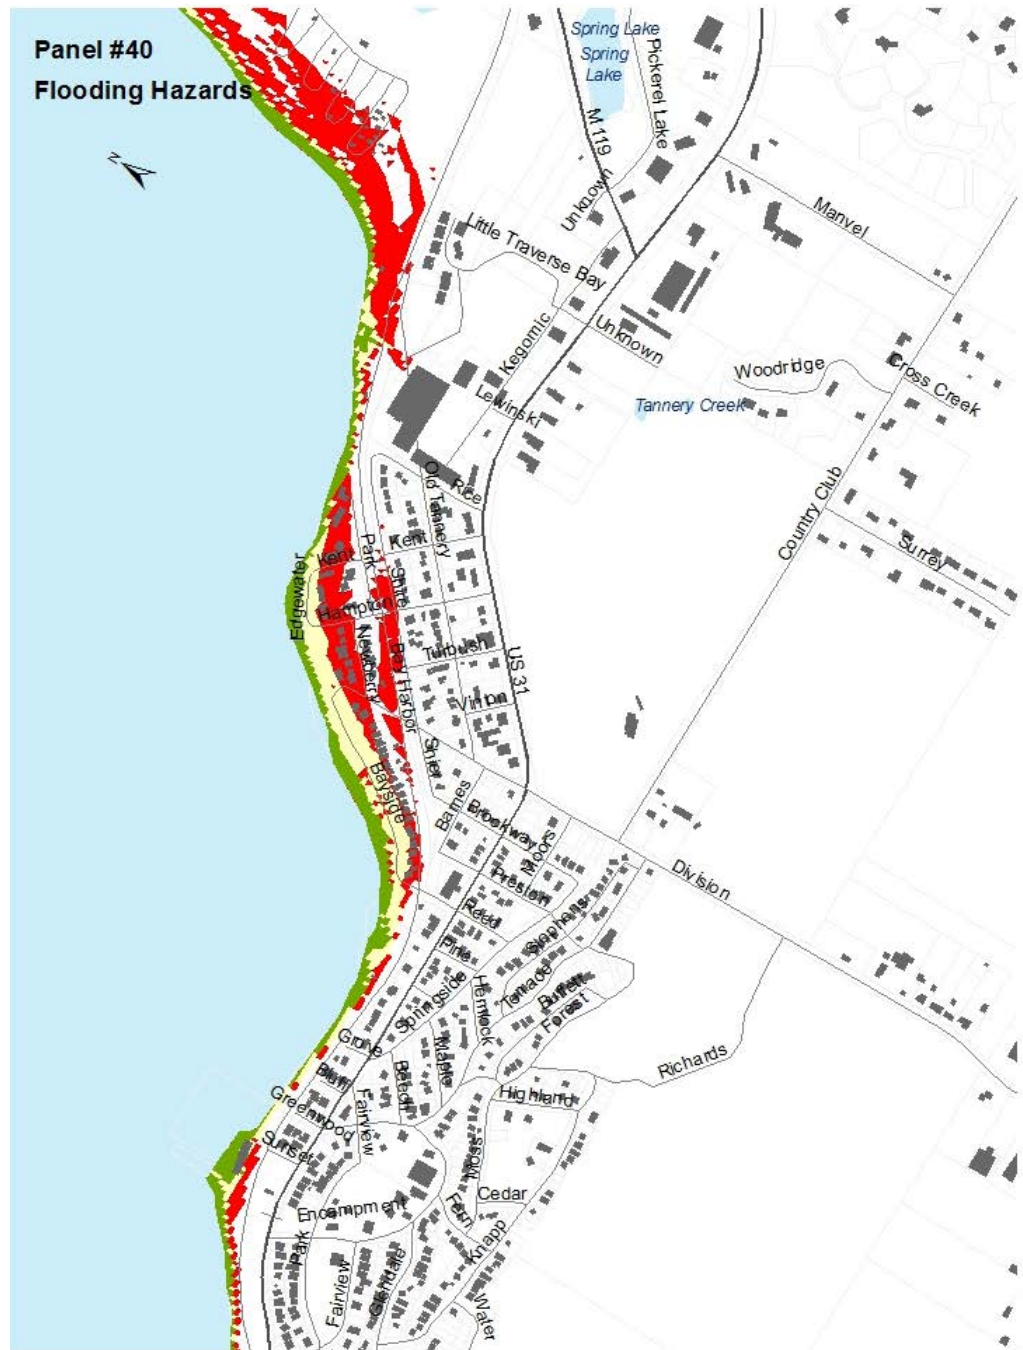 Panel #40
Flooding Hazards
N
Spring Lake
Spring
Lake
Pickerel Lake
M 119
Unknown
Manvel
Little Traverse Bay
Unknown
Kegomic
Woodridge
Cross Creek
Lewinski
Tannery Creek
Old Tannery
Rice
Country Club
Surrey
Kent
Park
Kent
Edgewater
Shire
Hampton
Newberry
Bay Harbor
Turbush
US 31
Vinton
Shier
Bayside
Barnes
Brockway
Moors
Division
Preston
Reed
Stephens
Pine
Terrace
Burrett
Forest
Springside
Hemlock
Grove
Maple
Richards
Bluff
Beech
Greenwood
Fairview
Highland
Sunset
Moss
Cedar
Encampment
Fern
Knapp
Park
Fairview
Glendale
Water